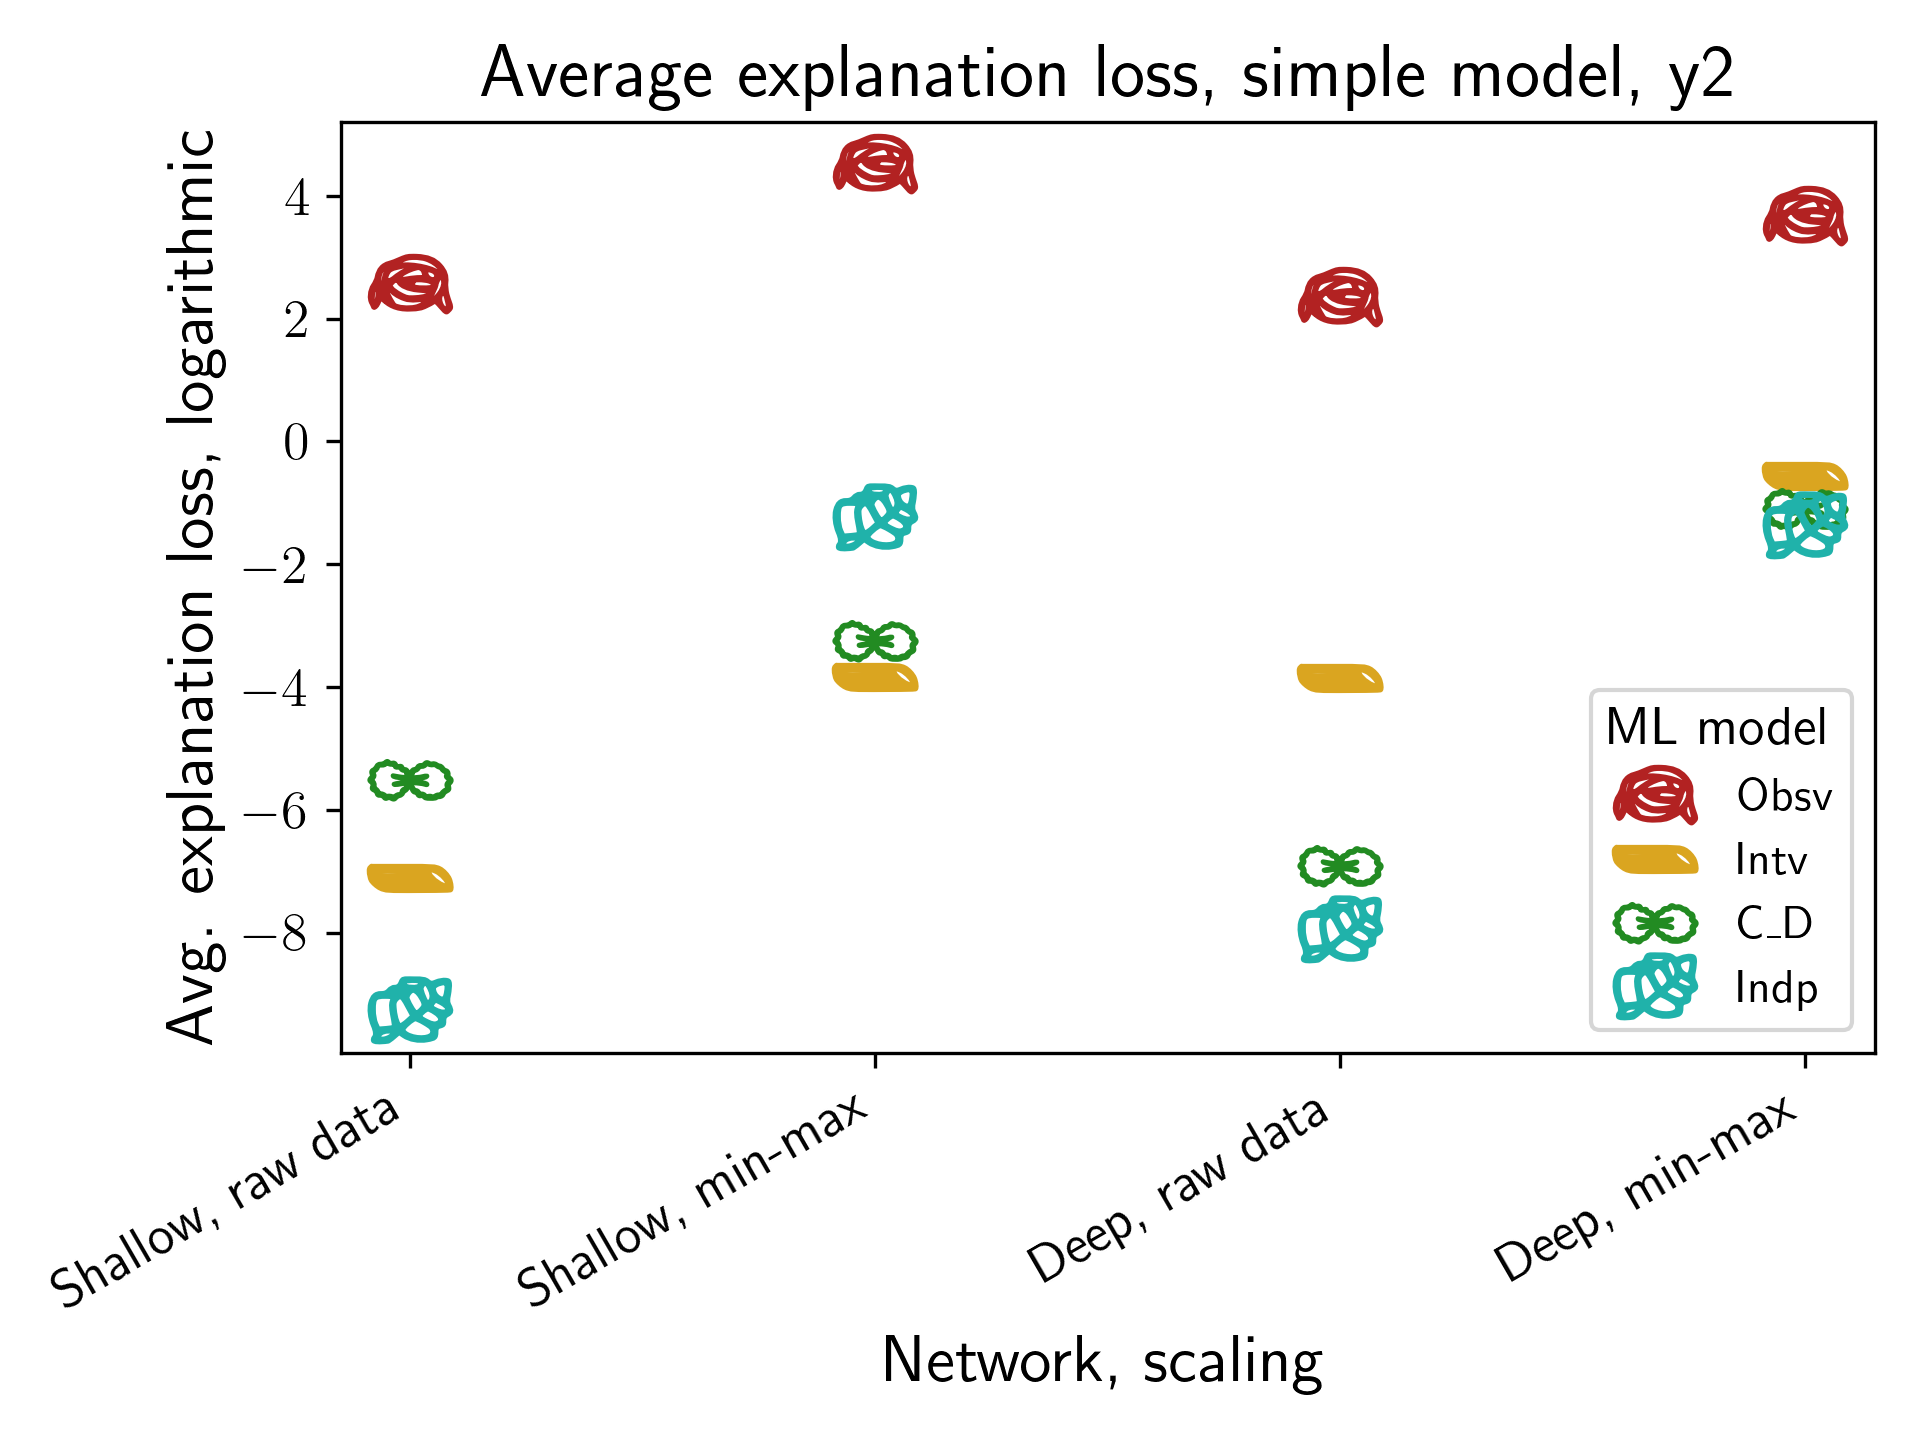 Average explanation loss, simple model, y2
Avg. explanation loss, logarithmic
4
2
0
−2
−4
−6
−8
ML model
Obsv
Intv
C_D
Indp
Shallow, raw data
Shallow, min-max
Deep, raw data
Deep, min-max
Network, scaling